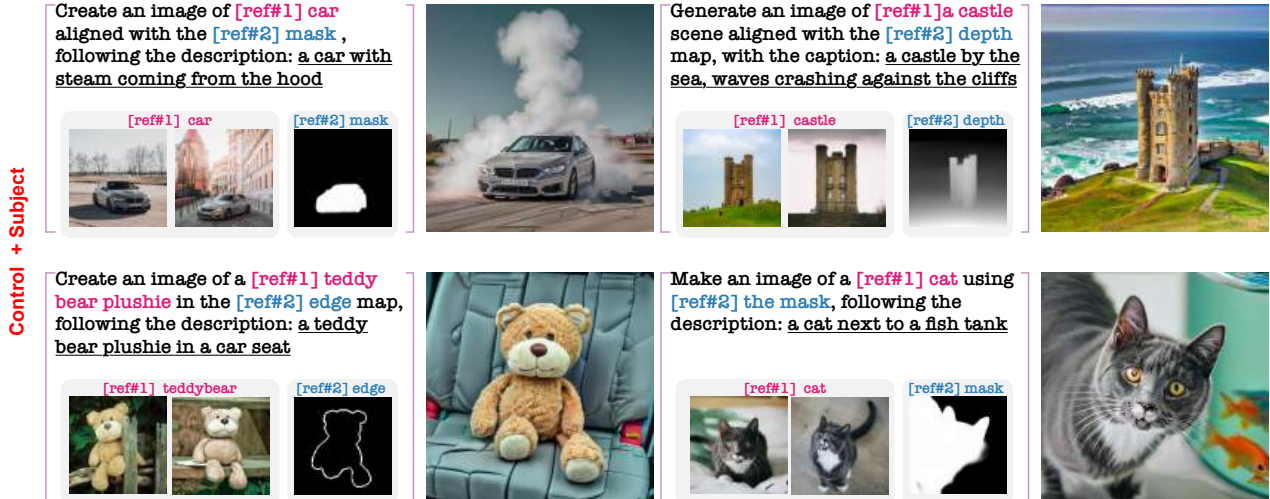 Control + Subject
Create an image of [ref#1] car
aligned with the [ref#2] mask ,
following the description: a car with
steam coming from the hood
[ref#1] car
[ref#2] mask
Generate an image of [ref#1]a castle
scene aligned with the [ref#2] depth
map, with the caption: a castle by the
sea, waves crashing against the cliffs
[ref#1] castle
[ref#2] depth
Create an image of a [ref#1] teddy
bear plushie in the [ref#2] edge map,
following the description: a teddy
bear plushie in a car seat
[ref#1] teddybear
[ref#2] edge
Make an image of a [ref#1] cat using
[ref#2] the mask, following the
description: a cat next to a fish tank
[ref#1] cat
[ref#2] mask